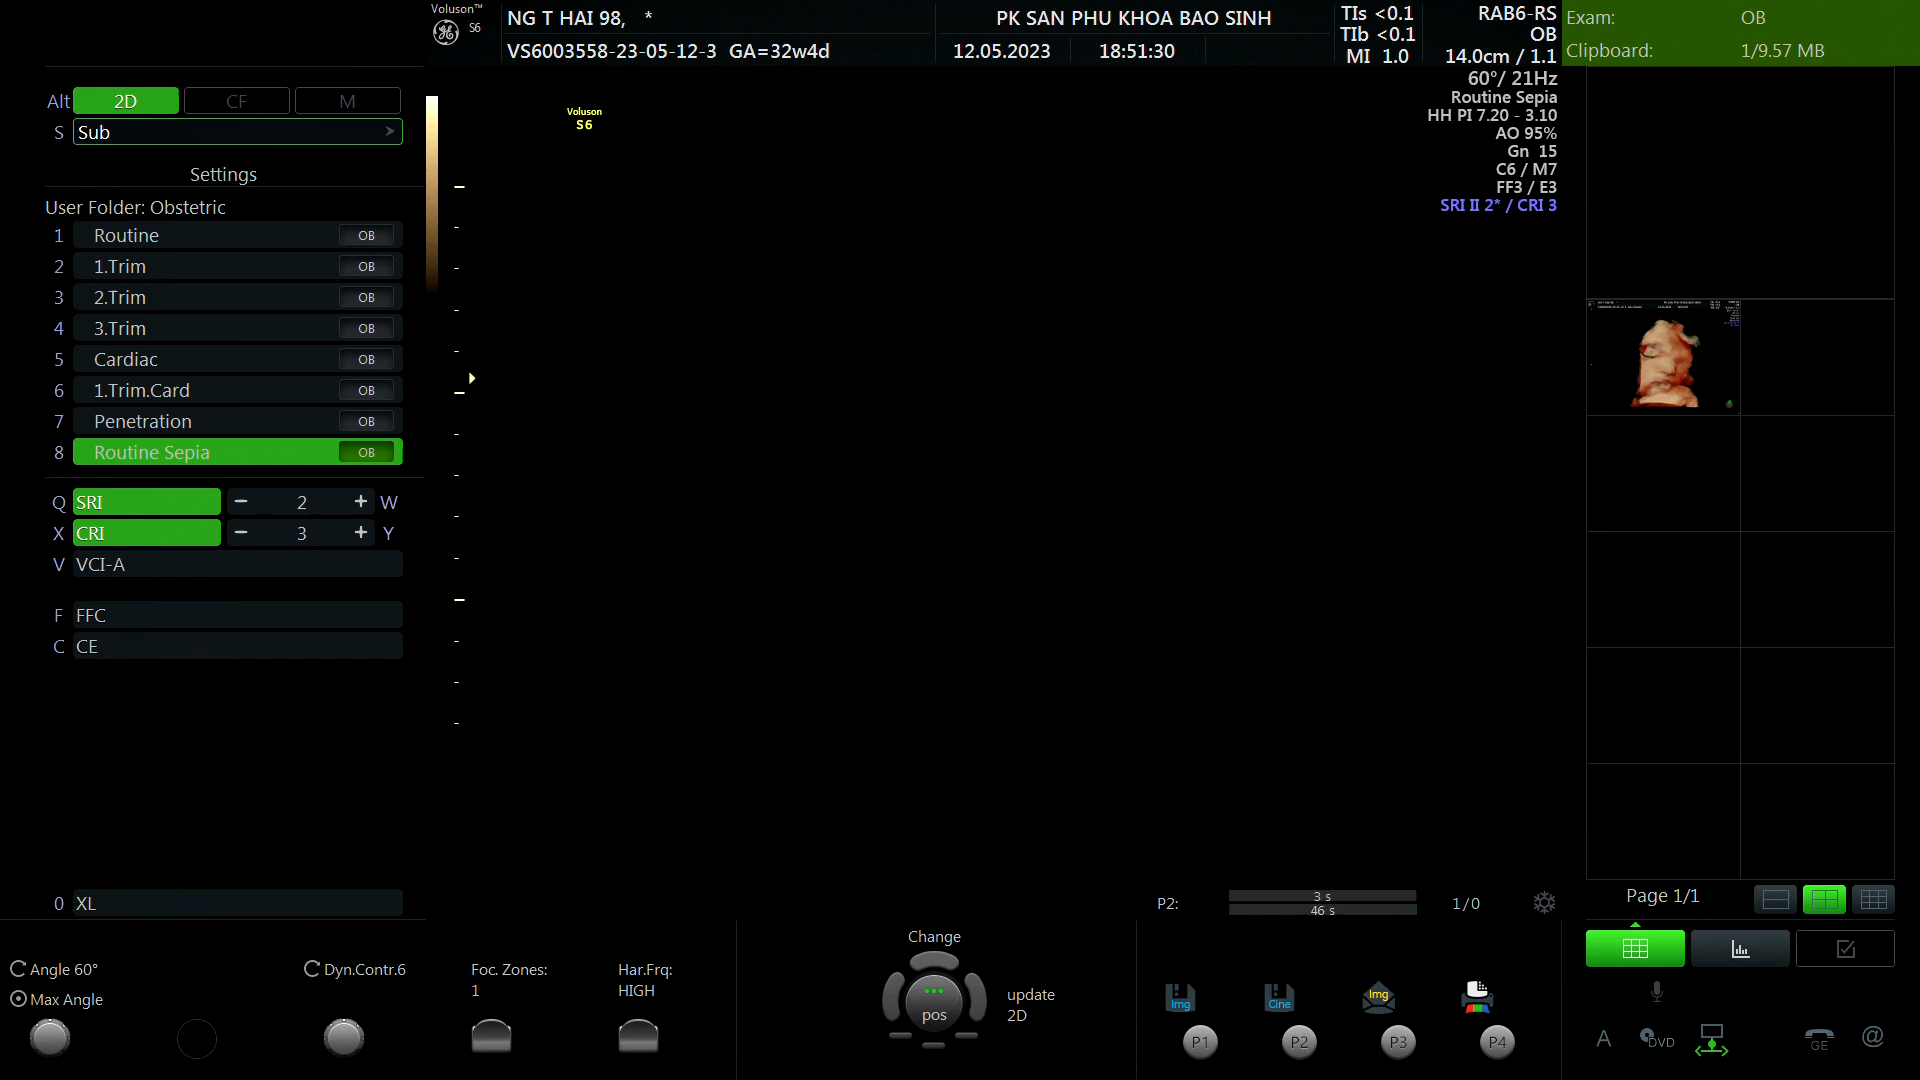 Voluson™
S6
NG T HAI 98,   *
PK SAN PHU KHOA BAO SINH
VS6003558-23-05-12-3  GA=32w4d
12.05.2023
18:51:30
TIs <0.1
TIb <0.1
MI 1.0
RAB6-RS
OB
14.0cm / 1.1
60°/ 21Hz
Routine Sepia
HH PI 7.20 - 3.10
AO 95%
Gn 15
C6 / M7
FF3 / E3
SRI II 2* / CRI 3
Exam: OB
Clipboard: 1/9.57 MB
Voluson
S6
Alt 2D CF M
S Sub >
Settings
User Folder: Obstetric
1 Routine OB
2 1.Trim OB
3 2.Trim OB
4 3.Trim OB
5 Cardiac OB
6 1.Trim.Card OB
7 Penetration OB
8 Routine Sepia OB
Q SRI − 2 + W
X CRI − 3 + Y
V VCI-A
F FFC
C CE
0 XL
P2: 3 s 1/0
46 s
Page 1/1
Angle 60°
Max Angle
Dyn.Contr.6
Foc. Zones:
1
Har.Frq:
HIGH
Change
pos
update
2D
Img
Cine
Img
P1 P2 P3 P4
A DVD GE @